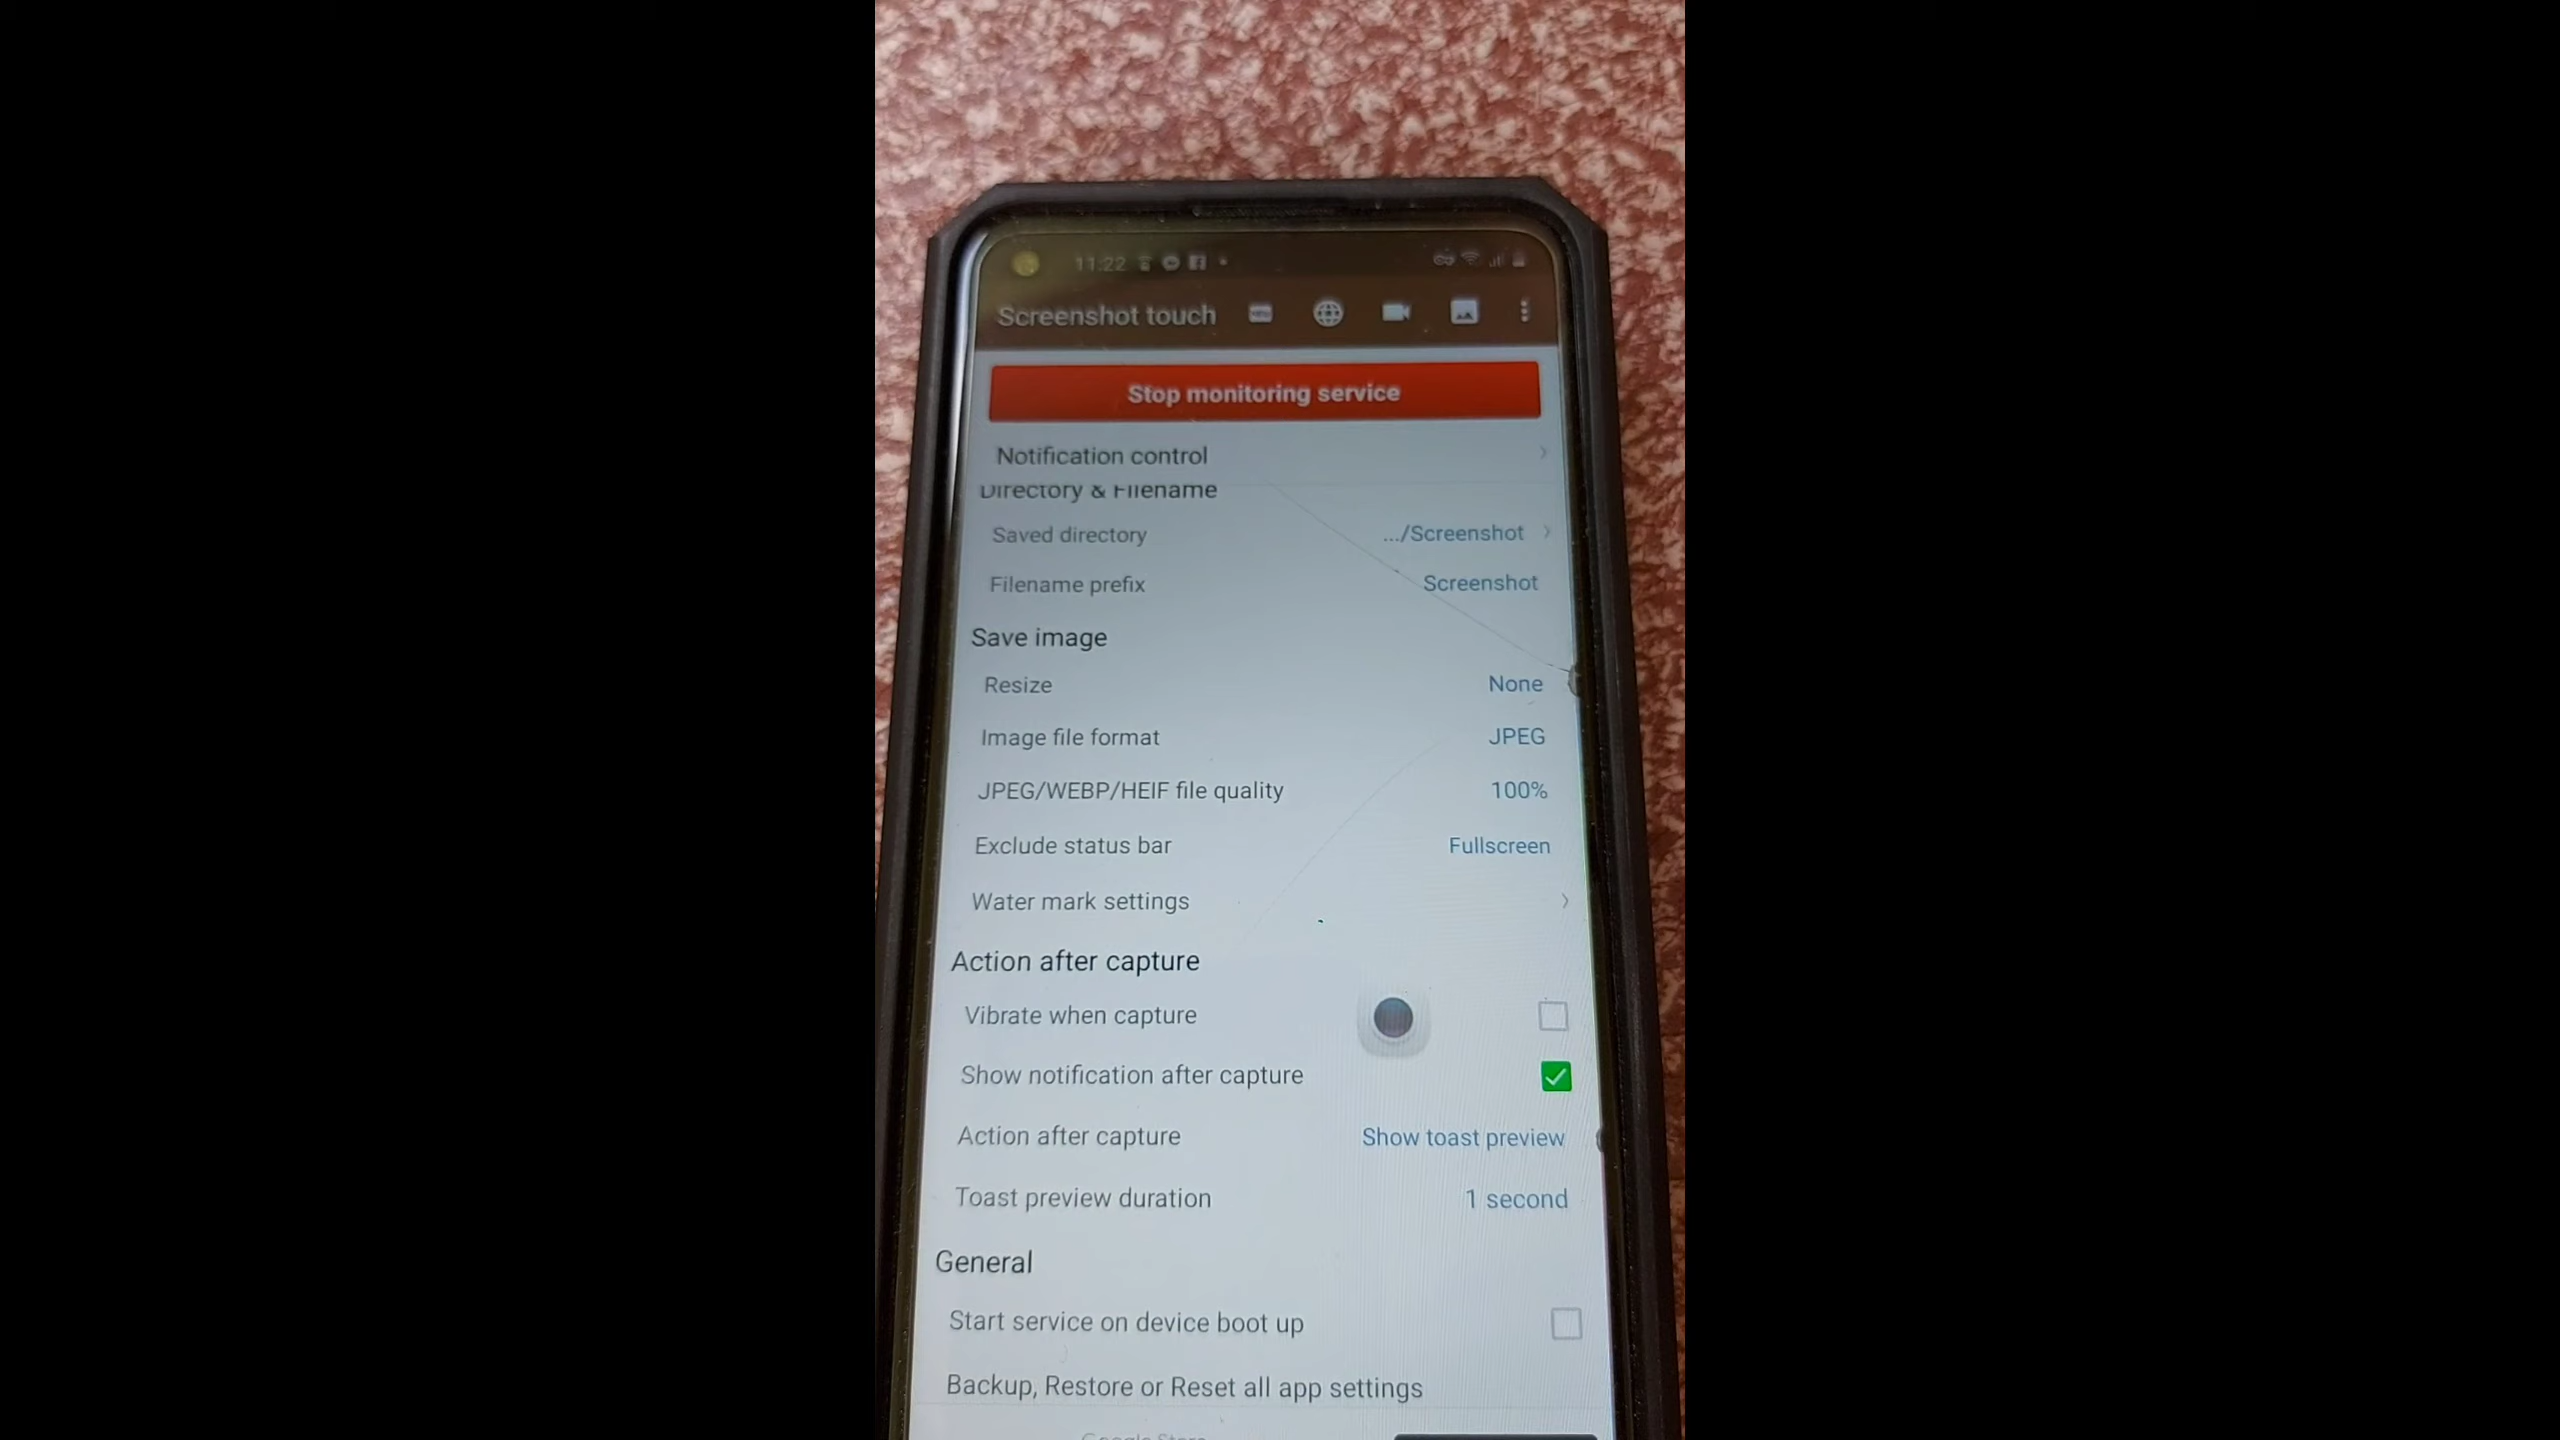 11:22
Screenshot touch
Stop monitoring service
Notification control
Directory & Filename
Saved directory .../Screenshot
Filename prefix Screenshot
Save image
Resize None
Image file format JPEG
JPEG/WEBP/HEIF file quality 100%
Exclude status bar Fullscreen
Water mark settings
Action after capture
Vibrate when capture
Show notification after capture
Action after capture Show toast preview
Toast preview duration 1 second
General
Start service on device boot up
Backup, Restore or Reset all app settings